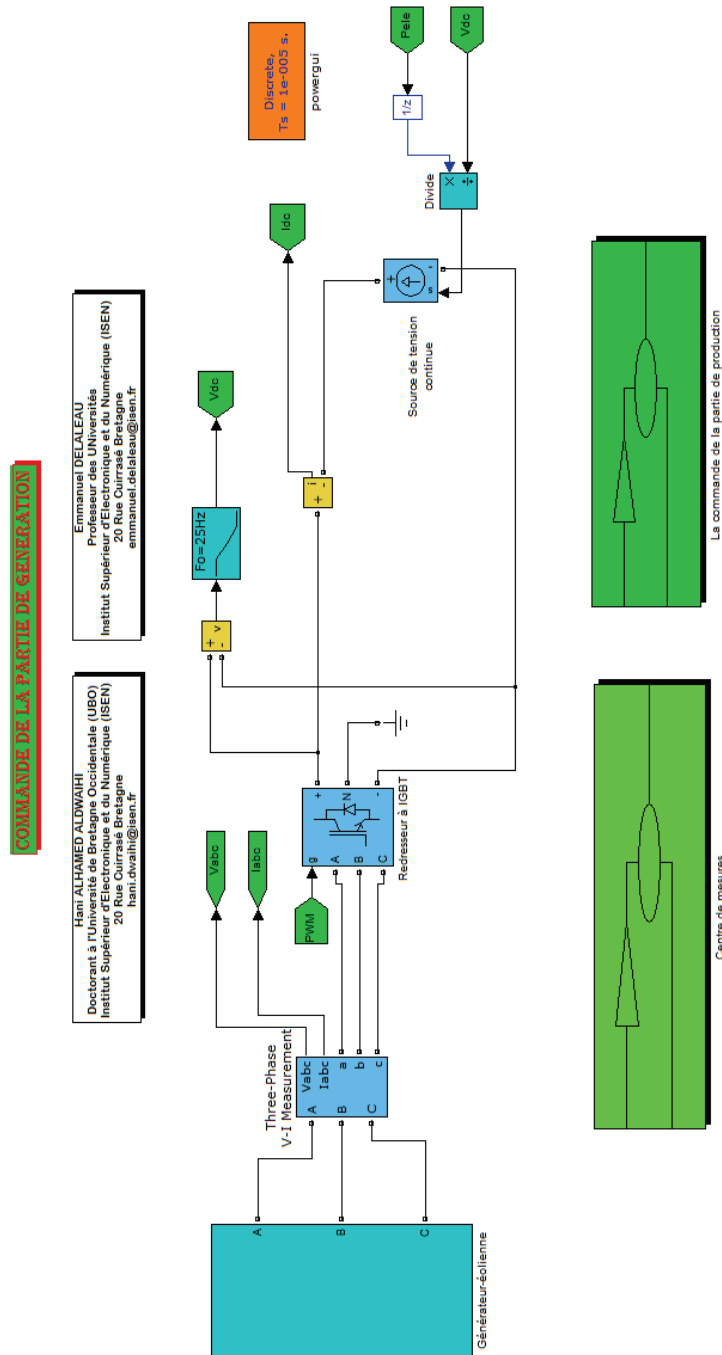 COMMANDE DE LA PARTIE DE GENERATION
Hani ALHAMED ALDWAIHI
Doctorant à l'Université de Bretagne Occidentale (UBO)
Institut Supérieur d'Electronique et du Numérique (ISEN)
20 Rue Cuirrasé Bretagne
hani.dwaihi@isen.fr
Emmanuel DELALEAU
Professeur des UNiversités
Institut Supérieur d'Electronique et du Numérique (ISEN)
20 Rue Cuirrasé Bretagne
emmanuel.delaleau@isen.fr
Générateur-éolienne
A
B
C
Three-Phase
V-I Measurement
A
B
C
Vabc
Iabc
a
b
c
Vabc
Iabc
PWM
g
A
B
C
+
N
-
Redresseur à IGBT
+
-
v
Fo=25Hz
Vdc
+
-
i
Idc
+
-
s
Source de tension
continue
Divide
×
÷
1/z
Pele
Vdc
Discrete,
Ts = 1e-005 s.
powergui
Centre de mesures
La commande de la partie de production